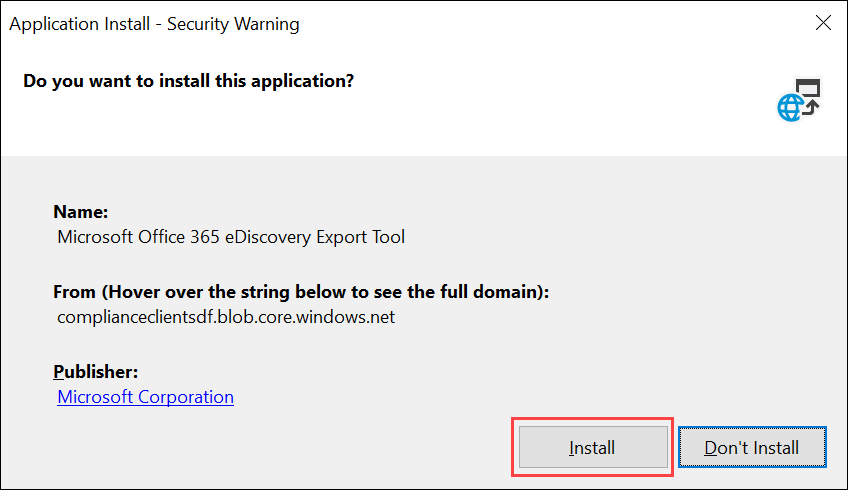 Application Install - Security Warning
Do you want to install this application?
Name:
Microsoft Office 365 eDiscovery Export Tool
From (Hover over the string below to see the full domain):
complianceclientsdf.blob.core.windows.net
Publisher:
Microsoft Corporation
Install
Don't Install